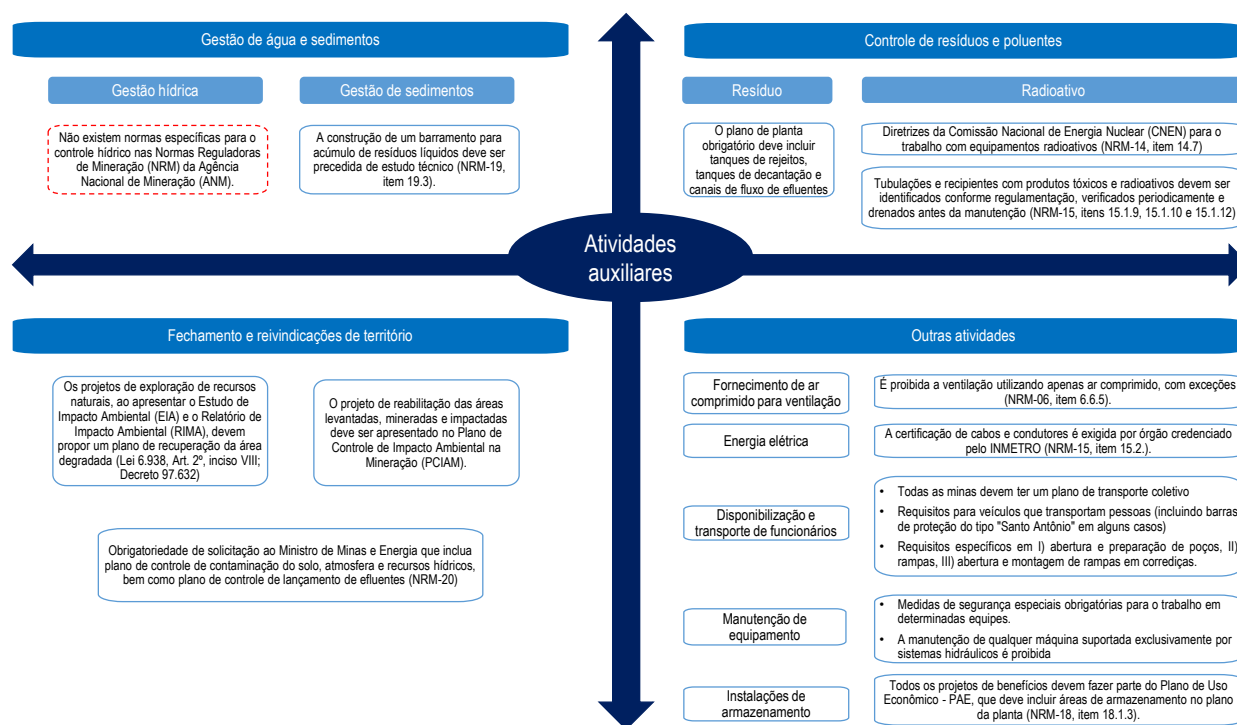 Gestão de água e sedimentos
Gestão hídrica
Não existem normas específicas para o
controle hídrico nas Normas Reguladoras
de Mineração (NRM) da Agência
Nacional de Mineração (ANM).
Gestão de sedimentos
A construção de um barramento para
acúmulo de resíduos líquidos deve ser
precedida de estudo técnico (NRM-19,
item 19.3).
Controle de resíduos e poluentes
Resíduo
O plano de planta
obrigatório deve incluir
tanques de rejeitos,
tanques de decantação e
canais de fluxo de efluentes
Radioativo
Diretrizes da Comissão Nacional de Energia Nuclear (CNEN) para o
trabalho com equipamentos radioativos (NRM-14, item 14.7)
Tubulações e recipientes com produtos tóxicos e radioativos devem ser
identificados conforme regulamentação, verificados periodicamente e
drenados antes da manutenção (NRM-15, itens 15.1.9, 15.1.10 e 15.1.12)
Atividades
auxiliares
Fechamento e reivindicações de território
Os projetos de exploração de recursos
naturais, ao apresentar o Estudo de
Impacto Ambiental (EIA) e o Relatório de
Impacto Ambiental (RIMA), devem
propor um plano de recuperação da área
degradada (Lei 6.938, Art. 2º, inciso VIII;
Decreto 97.632)
O projeto de reabilitação das áreas
levantadas, mineradas e impactadas
deve ser apresentado no Plano de
Controle de Impacto Ambiental na
Mineração (PCIAM).
Obrigatoriedade de solicitação ao Ministro de Minas e Energia que inclua
plano de controle de contaminação do solo, atmosfera e recursos hídricos,
bem como plano de controle de lançamento de efluentes (NRM-20)
Outras atividades
Fornecimento de ar
comprimido para ventilação
É proibida a ventilação utilizando apenas ar comprimido, com exceções
(NRM-06, item 6.6.5).
Energia elétrica
A certificação de cabos e condutores é exigida por órgão credenciado
pelo INMETRO (NRM-15, item 15.2.).
Disponibilização e
transporte de funcionários
• Todas as minas devem ter um plano de transporte coletivo
• Requisitos para veículos que transportam pessoas (incluindo barras
de proteção do tipo "Santo Antônio" em alguns casos)
• Requisitos específicos em I) abertura e preparação de poços, II)
rampas, III) abertura e montagem de rampas em corrediças.
Manutenção de
equipamento
• Medidas de segurança especiais obrigatórias para o trabalho em
determinadas equipes.
• A manutenção de qualquer máquina suportada exclusivamente por
sistemas hidráulicos é proibida
Instalações de
armazenamento
Todos os projetos de benefícios devem fazer parte do Plano de Uso
Econômico - PAE, que deve incluir áreas de armazenamento no plano
da planta (NRM-18, item 18.1.3).